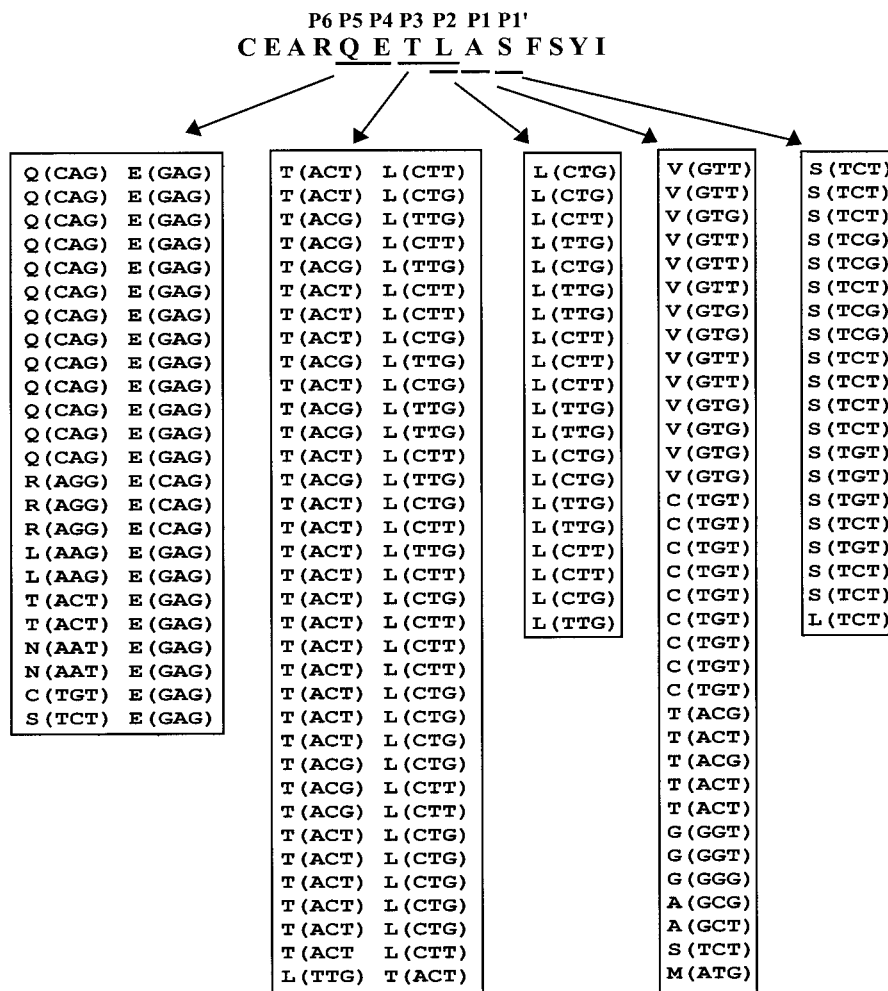 P6 P5 P4 P3 P2 P1 P1'
C E A R Q E T L A S F S Y I
Q(CAG) E(GAG)
Q(CAG) E(GAG)
Q(CAG) E(GAG)
Q(CAG) E(GAG)
Q(CAG) E(GAG)
Q(CAG) E(GAG)
Q(CAG) E(GAG)
Q(CAG) E(GAG)
Q(CAG) E(GAG)
Q(CAG) E(GAG)
Q(CAG) E(GAG)
Q(CAG) E(GAG)
Q(CAG) E(GAG)
R(AGG) E(CAG)
R(AGG) E(CAG)
R(AGG) E(CAG)
L(AAG) E(GAG)
L(AAG) E(GAG)
T(ACT) E(GAG)
T(ACT) E(GAG)
N(AAT) E(GAG)
N(AAT) E(GAG)
C(TGT) E(GAG)
S(TCT) E(GAG)
T(ACT) L(CTT)
T(ACT) L(CTG)
T(ACG) L(TTG)
T(ACG) L(CTT)
T(ACG) L(TTG)
T(ACT) L(CTT)
T(ACT) L(CTT)
T(ACT) L(CTG)
T(ACG) L(TTG)
T(ACT) L(CTG)
T(ACG) L(TTG)
T(ACG) L(TTG)
T(ACT) L(CTT)
T(ACG) L(TTG)
T(ACT) L(CTG)
T(ACT) L(CTT)
T(ACT) L(TTG)
T(ACT) L(CTT)
T(ACT) L(CTG)
T(ACT) L(CTT)
T(ACT) L(CTT)
T(ACT) L(CTT)
T(ACT) L(CTG)
T(ACT) L(CTG)
T(ACT) L(CTG)
T(ACG) L(CTG)
T(ACG) L(CTT)
T(ACG) L(CTT)
T(ACT) L(CTG)
T(ACT) L(CTG)
T(ACT) L(CTG)
T(ACT) L(CTG)
T(ACT) L(CTG)
T(ACT L(CTT)
L(TTG) T(ACT)
L(CTG)
L(CTG)
L(CTT)
L(TTG)
L(CTG)
L(TTG)
L(TTG)
L(CTT)
L(CTT)
L(CTT)
L(TTG)
L(TTG)
L(CTG)
L(CTG)
L(TTG)
L(TTG)
L(CTT)
L(CTT)
L(CTG)
L(TTG)
V(GTT)
V(GTT)
V(GTG)
V(GTT)
V(GTT)
V(GTT)
V(GTG)
V(GTG)
V(GTT)
V(GTT)
V(GTG)
V(GTG)
V(GTG)
V(GTG)
C(TGT)
C(TGT)
C(TGT)
C(TGT)
C(TGT)
C(TGT)
C(TGT)
C(TGT)
C(TGT)
T(ACG)
T(ACT)
T(ACG)
T(ACT)
T(ACT)
G(GGT)
G(GGT)
G(GGG)
A(GCG)
A(GCT)
S(TCT)
M(ATG)
S(TCT)
S(TCT)
S(TCT)
S(TCG)
S(TCG)
S(TCT)
S(TCG)
S(TCG)
S(TCT)
S(TCT)
S(TCT)
S(TCT)
S(TGT)
S(TGT)
S(TGT)
S(TCT)
S(TGT)
S(TCT)
S(TCT)
L(TCT)